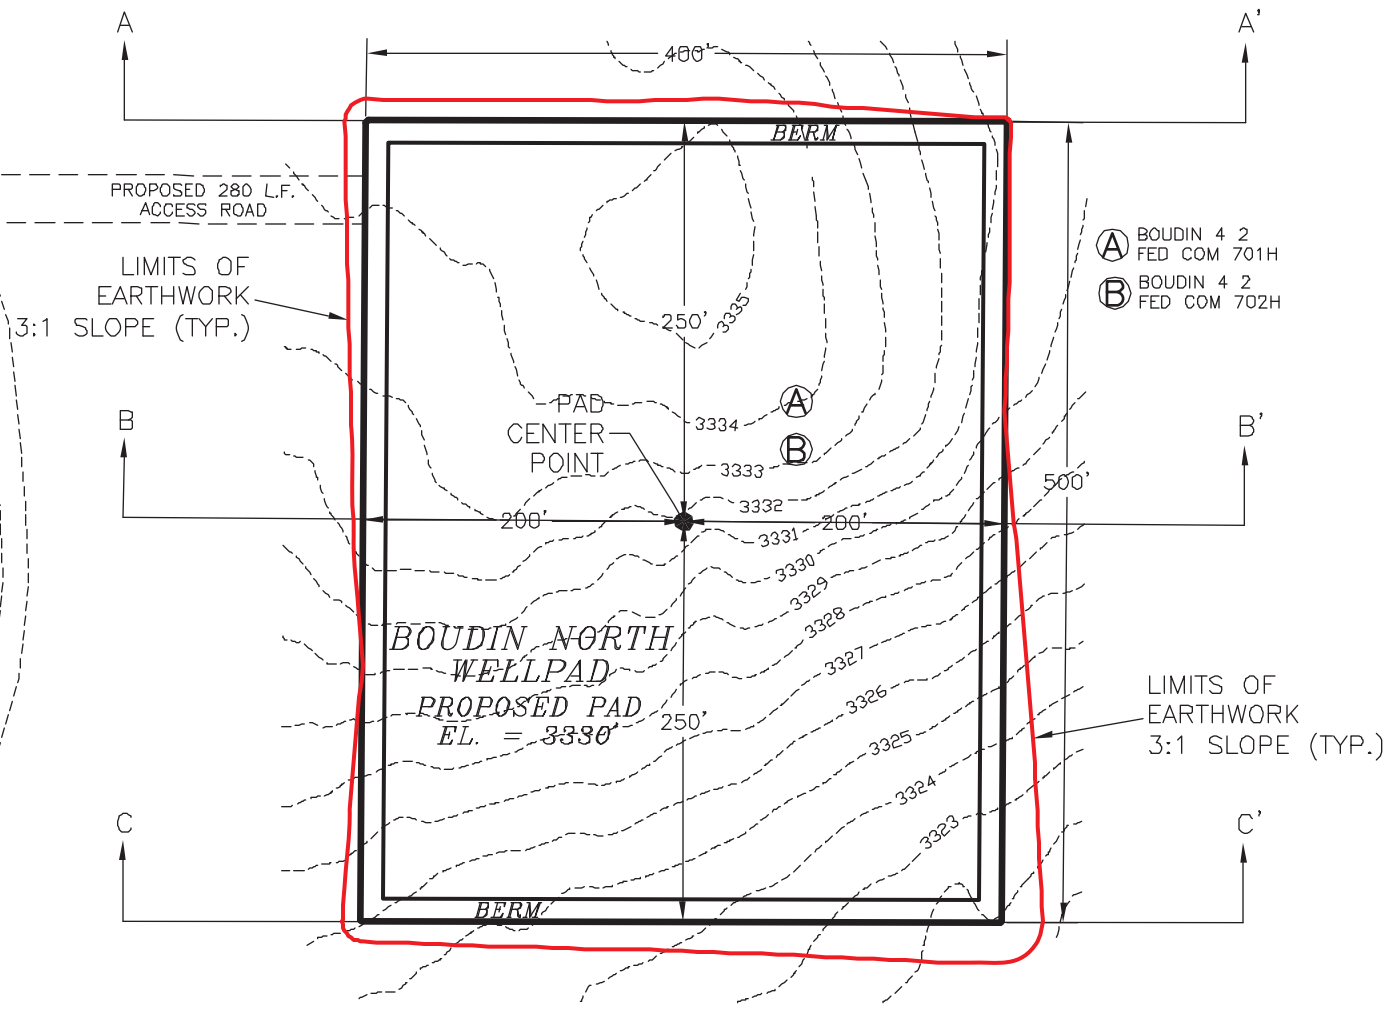 A
A'
400'
BERM
PROPOSED 280 L.F.
ACCESS ROAD
A BOUDIN 4 2
FED COM 701H
B BOUDIN 4 2
FED COM 702H
LIMITS OF
EARTHWORK
3:1 SLOPE (TYP.)
3335
250'
A
B
B
B'
PAD
CENTER
POINT
3334
3333
3332
3331
3330
3329
3328
3327
3326
3325
3324
3323
500'
200'
200'
BOUDIN NORTH
WELLPAD
PROPOSED PAD
EL. = 3330'
250'
LIMITS OF
EARTHWORK
3:1 SLOPE (TYP.)
C
C'
BERM